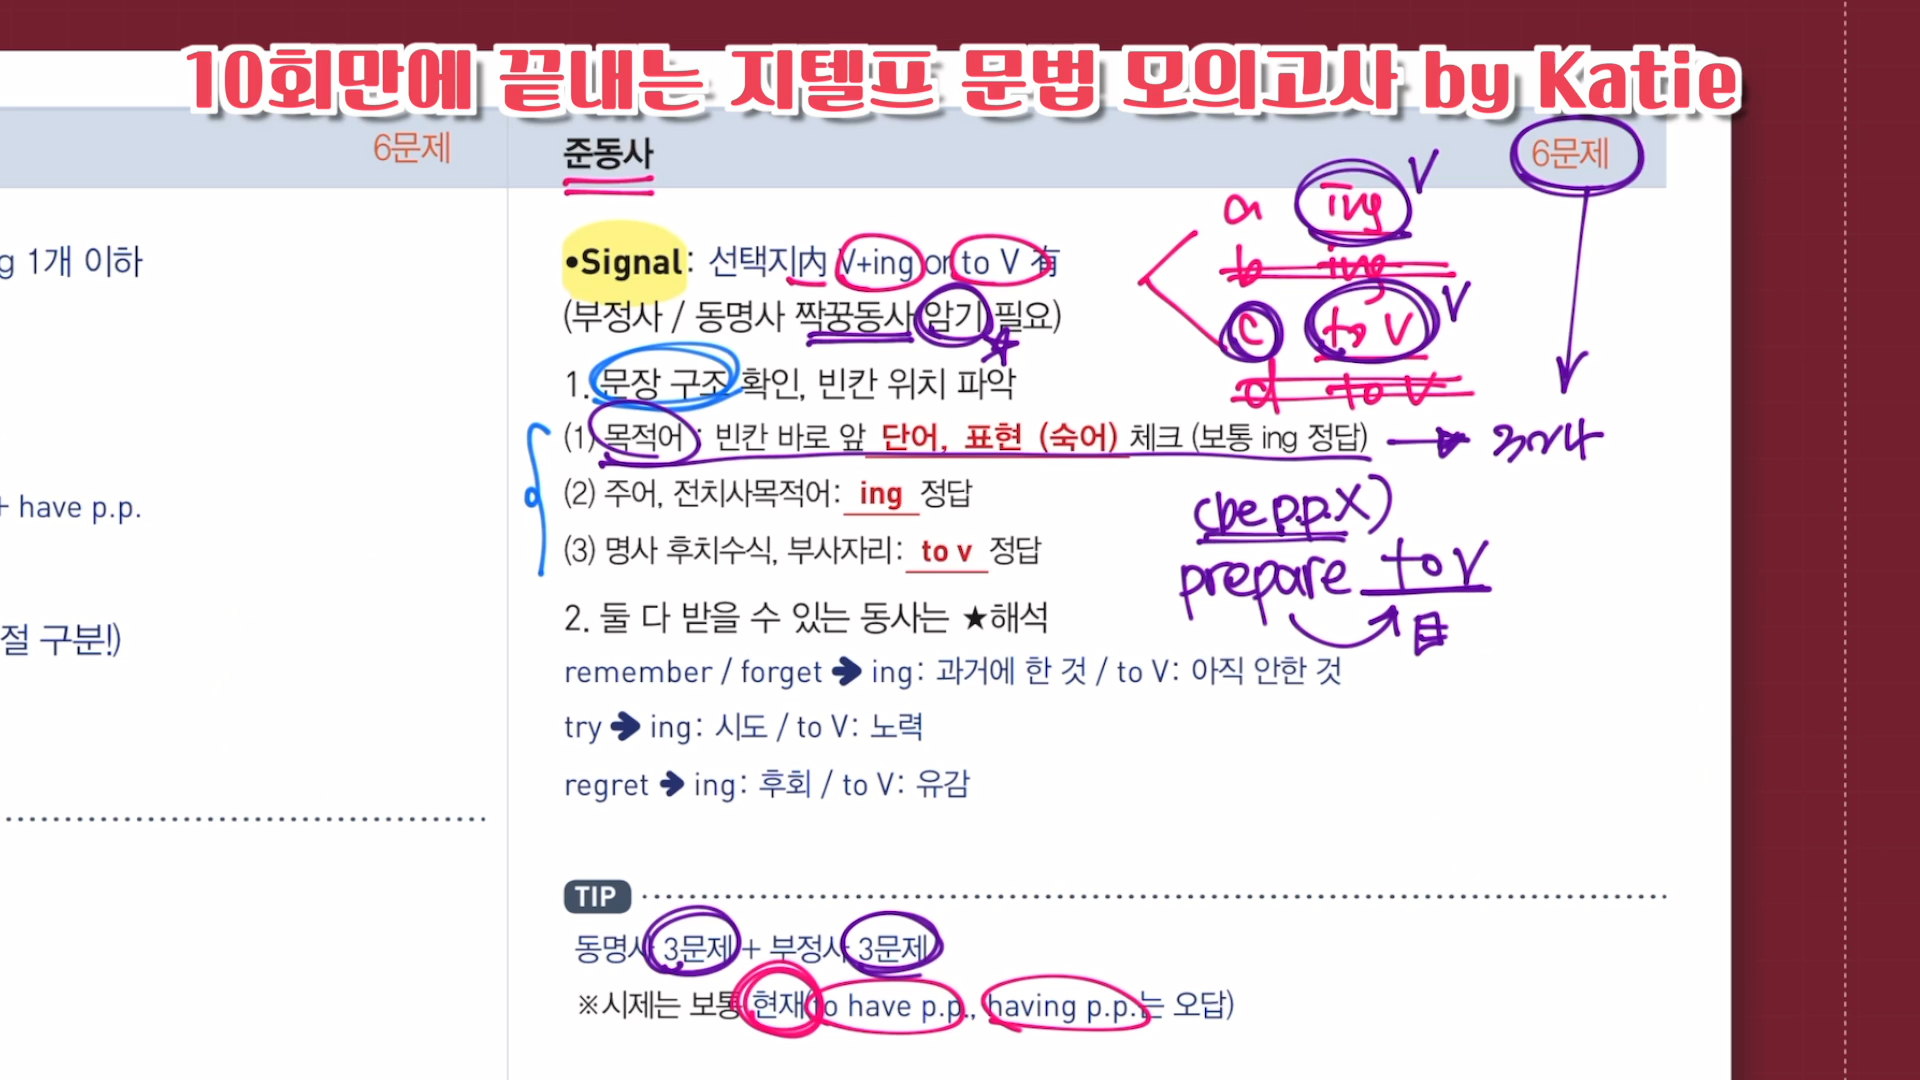 10회만에 끝내는 지텔프 문법 모의고사 by Katie
6문제
g 1개 이하
+ have p.p.
절 구분!)
준동사 6문제
•Signal: 선택지内 V+ing or to V 有
(부정사 / 동명사 짝꿍동사 암기 필요)
1. 문장 구조 확인, 빈칸 위치 파악
(1) 목적어 : 빈칸 바로 앞 단어, 표현 (숙어) 체크 (보통 ing 정답)
(2) 주어, 전치사목적어: ing 정답
(3) 명사 후치수식, 부사자리: to v 정답
2. 둘 다 받을 수 있는 동사는 ★해석
remember / forget ➔ ing: 과거에 한 것 / to V: 아직 안한 것
try ➔ ing: 시도 / to V: 노력
regret ➔ ing: 후회 / to V: 유감
a ing V
b ing
c to V V
d to V
(be p.p.X)
prepare to V
目
TIP
동명사 3문제 + 부정사 3문제
※시제는 보통 현재(to have p.p., having p.p.는 오답)